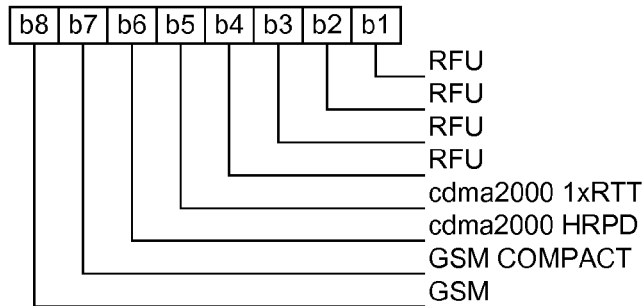 b8 b7 b6 b5 b4 b3 b2 b1
RFU
RFU
RFU
RFU
cdma2000 1xRTT
cdma2000 HRPD
GSM COMPACT
GSM